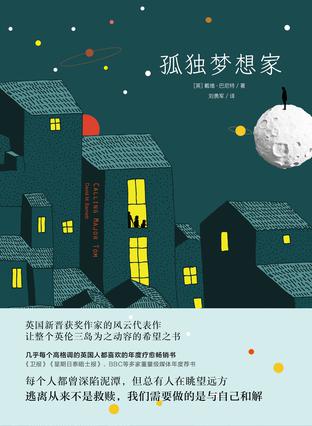 孤独梦想家
[英] 戴维·巴尼特 / 著
刘勇军 / 译
CALLING MAJOR TOM
David M Barnett
英国新晋获奖作家的风云代表作
让整个英伦三岛为之动容的希望之书
几乎每个高格调的英国人都喜欢的年度疗愈畅销书
《卫报》《星期日泰晤士报》、BBC等多家重量级媒体年度荐书
每个人都曾深陷泥潭，但总有人在眺望远方
逃离从来不是救赎，我们需要做的是与自己和解